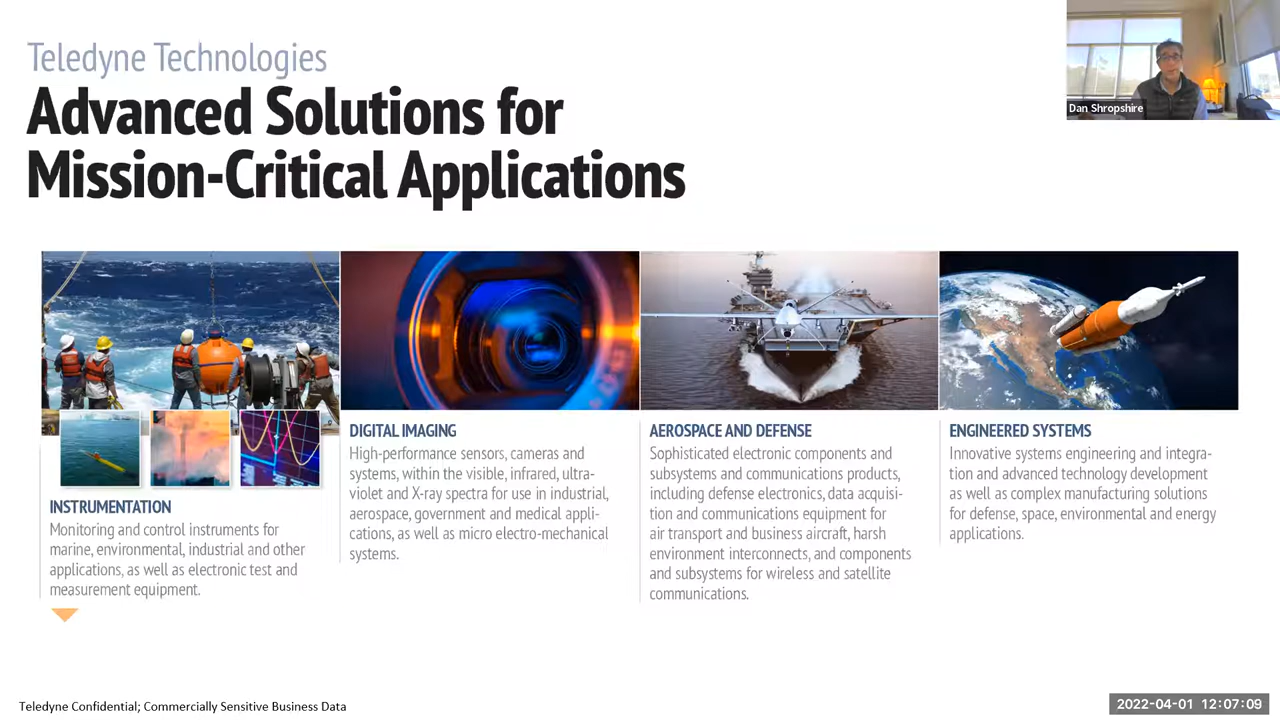 Teledyne Technologies
Advanced Solutions for
Mission-Critical Applications
Dan Shropshire
INSTRUMENTATION
Monitoring and control instruments for
marine, environmental, industrial and other
applications, as well as electronic test and
measurement equipment.
DIGITAL IMAGING
High-performance sensors, cameras and
systems, within the visible, infrared, ultra-
violet and X-ray spectra for use in industrial,
aerospace, government and medical appli-
cations, as well as micro electro-mechanical
systems.
AEROSPACE AND DEFENSE
Sophisticated electronic components and
subsystems and communications products,
including defense electronics, data acquisi-
tion and communications equipment for
air transport and business aircraft, harsh
environment interconnects, and components
and subsystems for wireless and satellite
communications.
ENGINEERED SYSTEMS
Innovative systems engineering and integra-
tion and advanced technology development
as well as complex manufacturing solutions
for defense, space, environmental and energy
applications.
Teledyne Confidential; Commercially Sensitive Business Data
2022-04-01 12:07:09